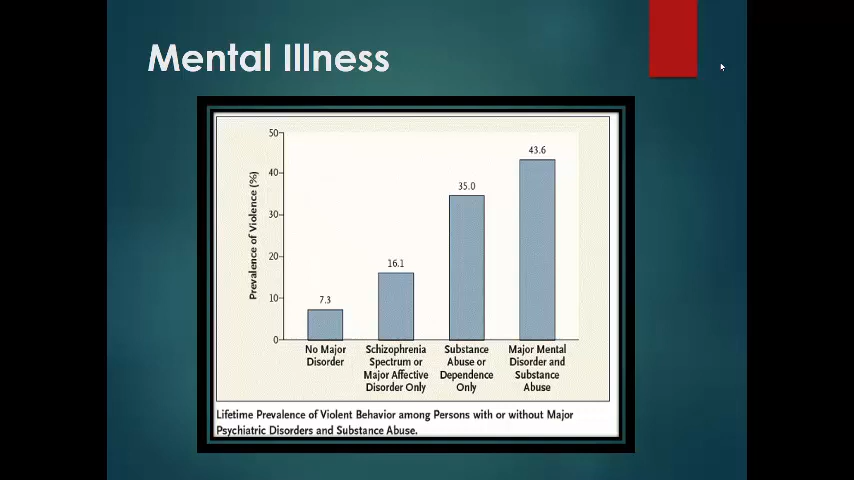 Mental Illness
50
40
30
20
10
0
Prevalence of Violence (%)
7.3
16.1
35.0
43.6
No Major
Disorder
Schizophrenia
Spectrum or
Major Affective
Disorder Only
Substance
Abuse or
Dependence
Only
Major Mental
Disorder and
Substance
Abuse
Lifetime Prevalence of Violent Behavior among Persons with or without Major
Psychiatric Disorders and Substance Abuse.